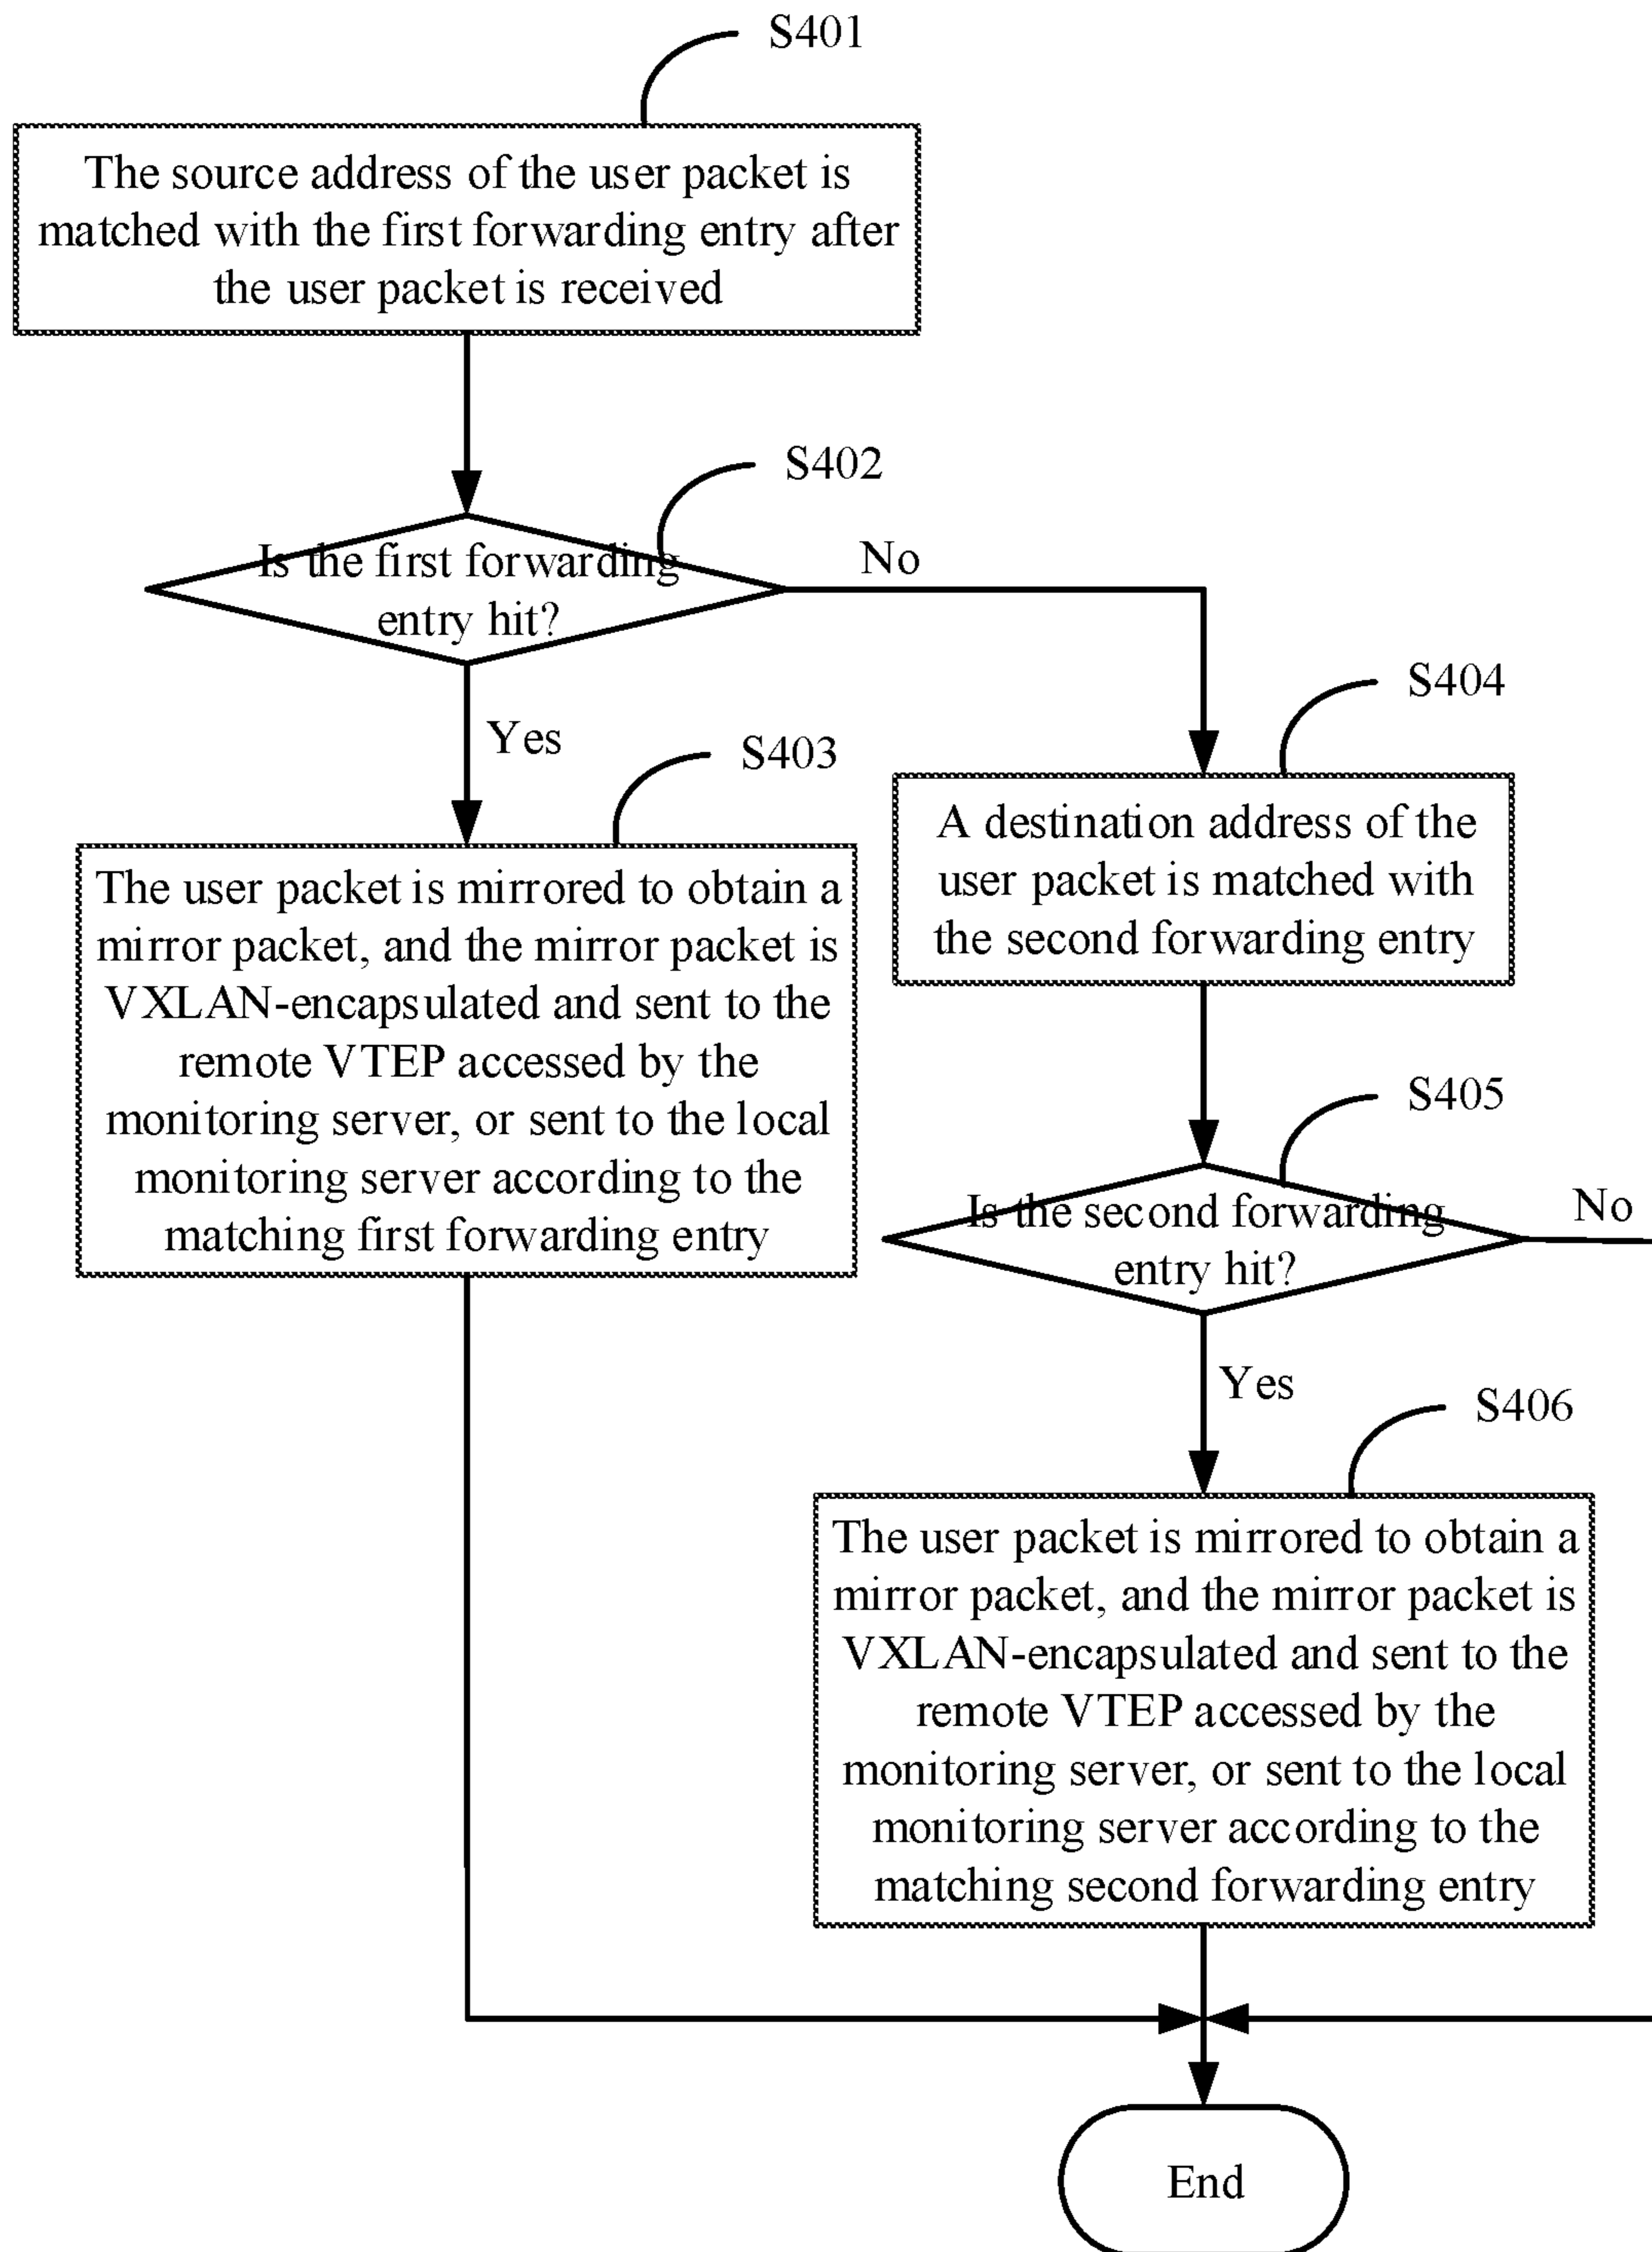 S401
The source address of the user packet is
matched with the first forwarding entry after
the user packet is received
S402
Is the first forwarding
entry hit?
No
Yes
S403
The user packet is mirrored to obtain a
mirror packet, and the mirror packet is
VXLAN-encapsulated and sent to the
remote VTEP accessed by the
monitoring server, or sent to the local
monitoring server according to the
matching first forwarding entry
S404
A destination address of the
user packet is matched with
the second forwarding entry
S405
Is the second forwarding
entry hit?
No
Yes
S406
The user packet is mirrored to obtain a
mirror packet, and the mirror packet is
VXLAN-encapsulated and sent to the
remote VTEP accessed by the
monitoring server, or sent to the local
monitoring server according to the
matching second forwarding entry
End